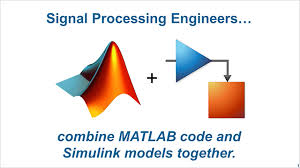 Signal Processing Engineers...
+
combine MATLAB code and
Simulink models together.